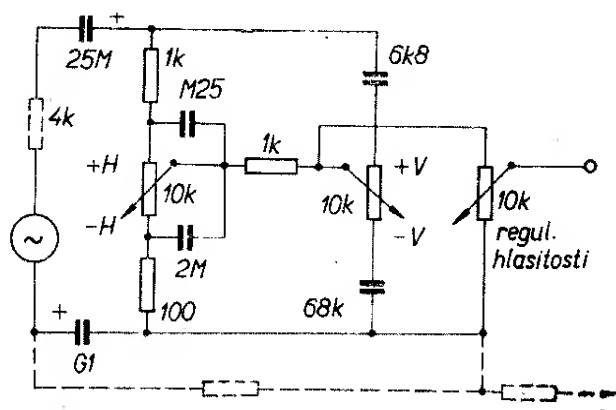 25M
+
1k
6k8
M25
4k
1k
+H
10k
-H
+V
10k
-V
10k
regul.
hlasitosti
2M
100
68k
+
G1
~